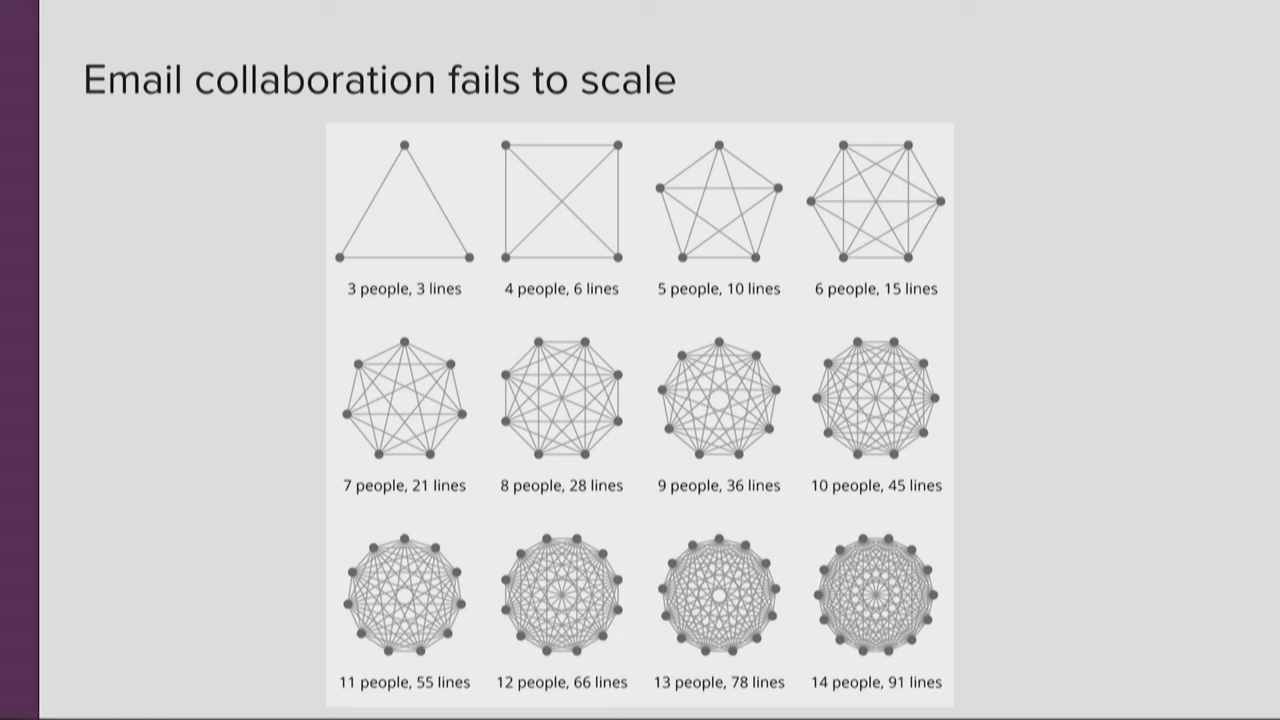 Email collaboration fails to scale
3 people, 3 lines
4 people, 6 lines
5 people, 10 lines
6 people, 15 lines
7 people, 21 lines
8 people, 28 lines
9 people, 36 lines
10 people, 45 lines
11 people, 55 lines
12 people, 66 lines
13 people, 78 lines
14 people, 91 lines